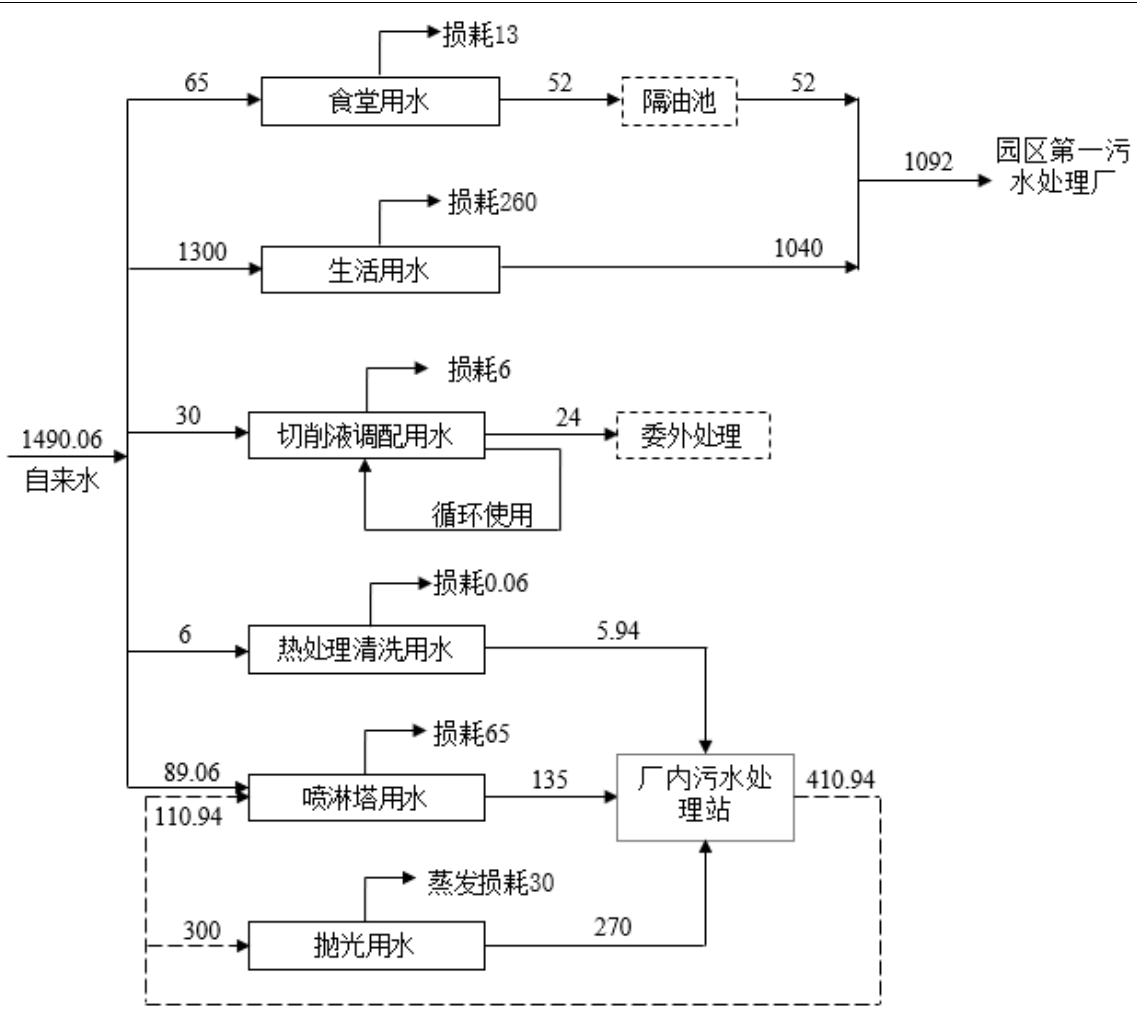 损耗13
65
食堂用水
52
隔油池
52
1092
园区第一污
水处理厂
损耗260
1300
生活用水
1040
损耗6
30
切削液调配用水
24
委外处理
1490.06
自来水
循环使用
损耗0.06
6
热处理清洗用水
5.94
损耗65
89.06
喷淋塔用水
135
厂内污水处
理站
410.94
110.94
蒸发损耗30
300
抛光用水
270